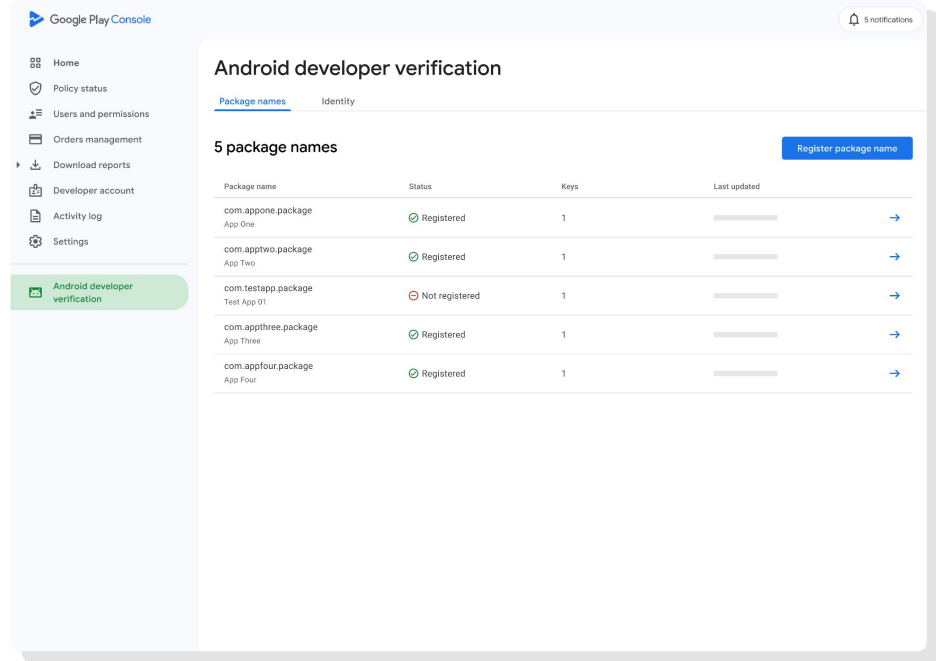 Google Play Console
5 notifications
Home
Policy status
Users and permissions
Orders management
Download reports
Developer account
Activity log
Settings
Android developer
verification
Android developer verification
Package names Identity
5 package names
Register package name
Package name Status Keys Last updated
com.appone.package
App One
Registered 1
com.apptwo.package
App Two
Registered 1
com.testapp.package
Test App 01
Not registered 1
com.appthree.package
App Three
Registered 1
com.appfour.package
App Four
Registered 1